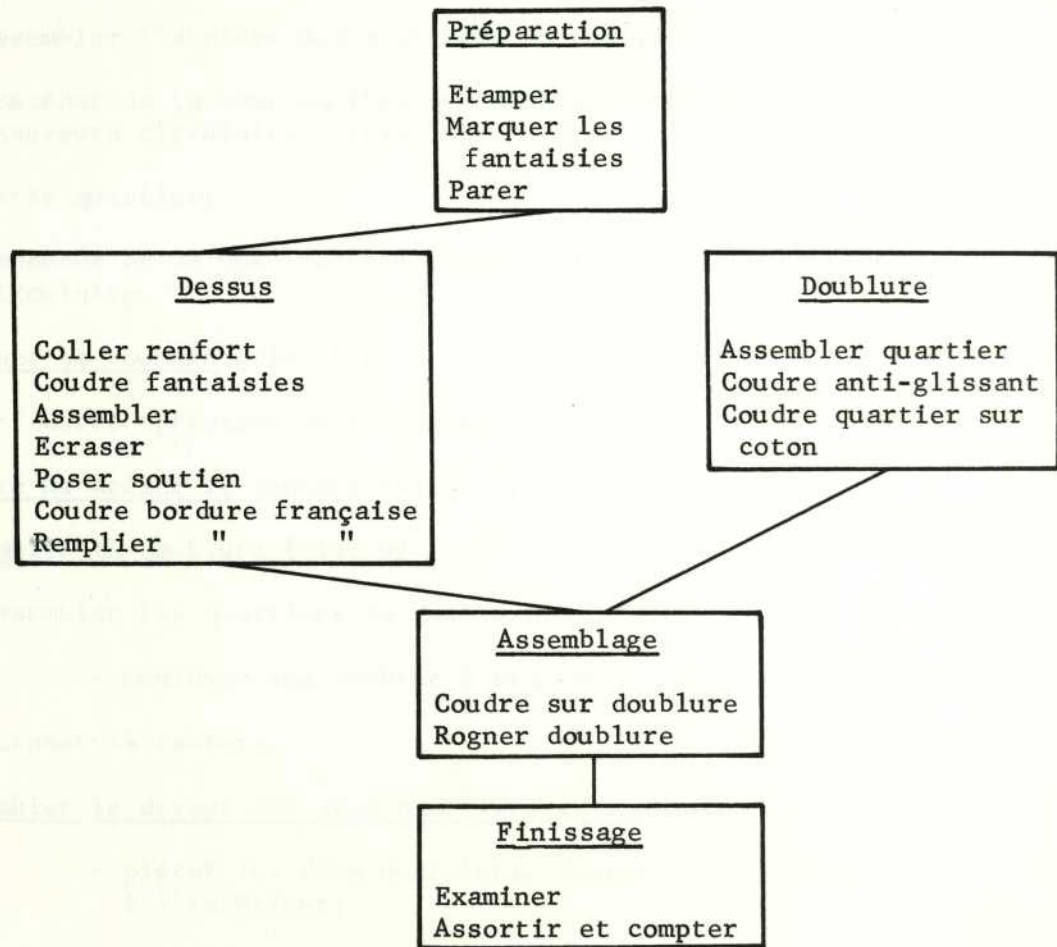 Préparation
Etamper
Marquer les
fantaisies
Parer
Dessus
Coller renfort
Coudre fantaisies
Assembler
Ecraser
Poser soutien
Coudre bordure française
Remplier " "
Doublure
Assembler quartier
Coudre anti-glissant
Coudre quartier sur
coton
Assemblage
Coudre sur doublure
Rogner doublure
Finissage
Examiner
Assortir et compter